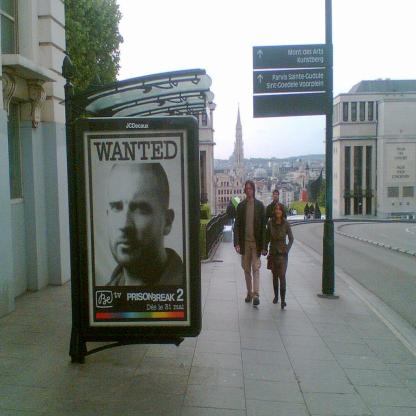 JCDecaux
WANTED
Be tv PRISON BREAK 2
Dès le 31 mai
Mont des Arts
Kunstberg
Parvis Sainte-Gudule
Sint-Goedele Voorplein